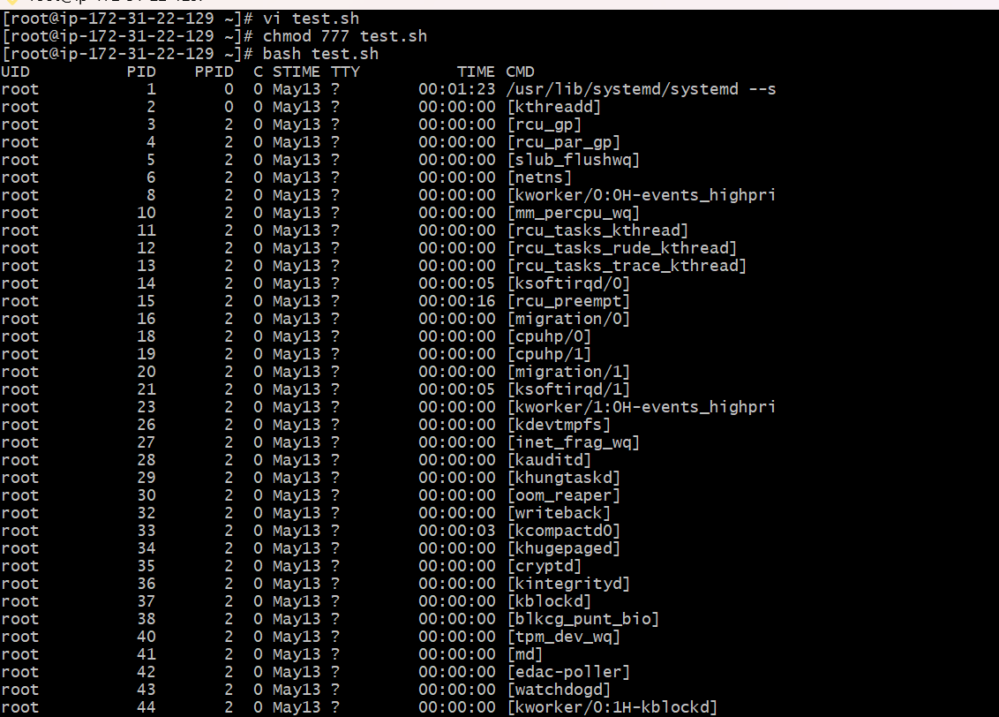 [root@ip-172-31-22-129 ~]# vi test.sh
[root@ip-172-31-22-129 ~]# chmod 777 test.sh
[root@ip-172-31-22-129 ~]# bash test.sh
UID          PID    PPID  C STIME TTY          TIME CMD
root           1       0  0 May13 ?        00:01:23 /usr/lib/systemd/systemd --s
root           2       0  0 May13 ?        00:00:00 [kthreadd]
root           3       2  0 May13 ?        00:00:00 [rcu_gp]
root           4       2  0 May13 ?        00:00:00 [rcu_par_gp]
root           5       2  0 May13 ?        00:00:00 [slub_flushwq]
root           6       2  0 May13 ?        00:00:00 [netns]
root           8       2  0 May13 ?        00:00:00 [kworker/0:0H-events_highpri
root          10       2  0 May13 ?        00:00:00 [mm_percpu_wq]
root          11       2  0 May13 ?        00:00:00 [rcu_tasks_kthread]
root          12       2  0 May13 ?        00:00:00 [rcu_tasks_rude_kthread]
root          13       2  0 May13 ?        00:00:00 [rcu_tasks_trace_kthread]
root          14       2  0 May13 ?        00:00:05 [ksoftirqd/0]
root          15       2  0 May13 ?        00:00:16 [rcu_preempt]
root          16       2  0 May13 ?        00:00:00 [migration/0]
root          18       2  0 May13 ?        00:00:00 [cpuhp/0]
root          19       2  0 May13 ?        00:00:00 [cpuhp/1]
root          20       2  0 May13 ?        00:00:00 [migration/1]
root          21       2  0 May13 ?        00:00:05 [ksoftirqd/1]
root          23       2  0 May13 ?        00:00:00 [kworker/1:0H-events_highpri
root          26       2  0 May13 ?        00:00:00 [kdevtmpfs]
root          27       2  0 May13 ?        00:00:00 [inet_frag_wq]
root          28       2  0 May13 ?        00:00:00 [kauditd]
root          29       2  0 May13 ?        00:00:00 [khungtaskd]
root          30       2  0 May13 ?        00:00:00 [oom_reaper]
root          32       2  0 May13 ?        00:00:00 [writeback]
root          33       2  0 May13 ?        00:00:03 [kcompactd0]
root          34       2  0 May13 ?        00:00:00 [khugepaged]
root          35       2  0 May13 ?        00:00:00 [cryptd]
root          36       2  0 May13 ?        00:00:00 [kintegrityd]
root          37       2  0 May13 ?        00:00:00 [kblockd]
root          38       2  0 May13 ?        00:00:00 [blkcg_punt_bio]
root          40       2  0 May13 ?        00:00:00 [tpm_dev_wq]
root          41       2  0 May13 ?        00:00:00 [md]
root          42       2  0 May13 ?        00:00:00 [edac-poller]
root          43       2  0 May13 ?        00:00:00 [watchdogd]
root          44       2  0 May13 ?        00:00:00 [kworker/0:1H-kblockd]